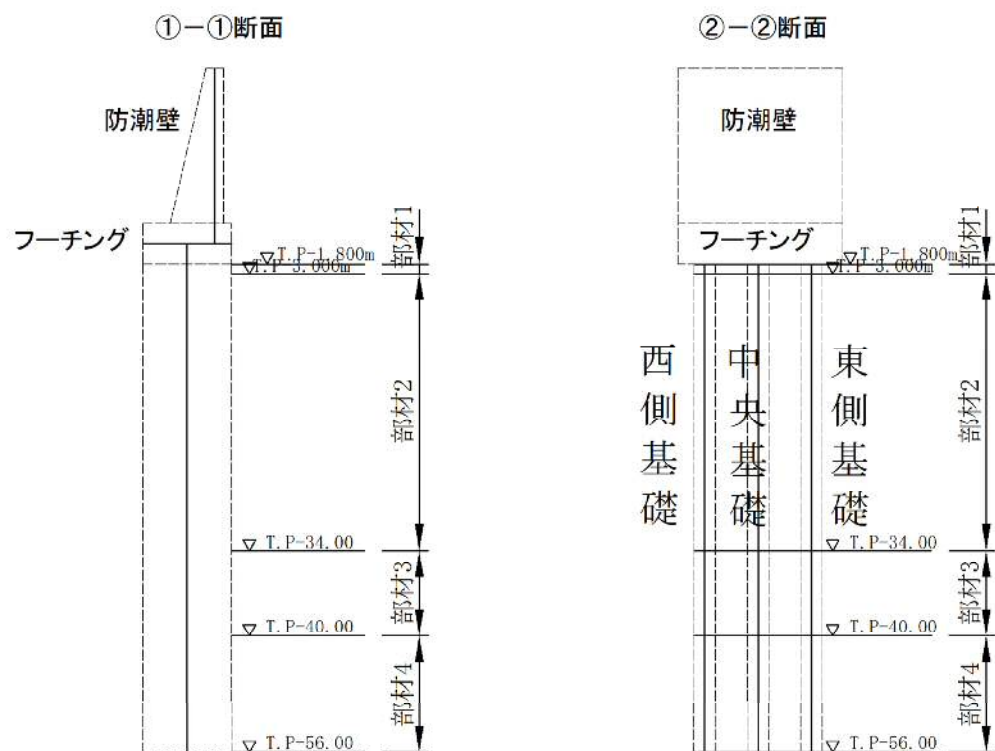 ①－①断面
防潮壁
フーチング
T.P-1.800m
T.P-3.000m
部材1
部材2
T.P-34.00
部材3
T.P-40.00
部材4
T.P-56.00
②－②断面
防潮壁
フーチング
T.P-1.800m
T.P-3.000m
部材1
西側基礎
中央基礎
東側基礎
部材2
T.P-34.00
部材3
T.P-40.00
部材4
T.P-56.00